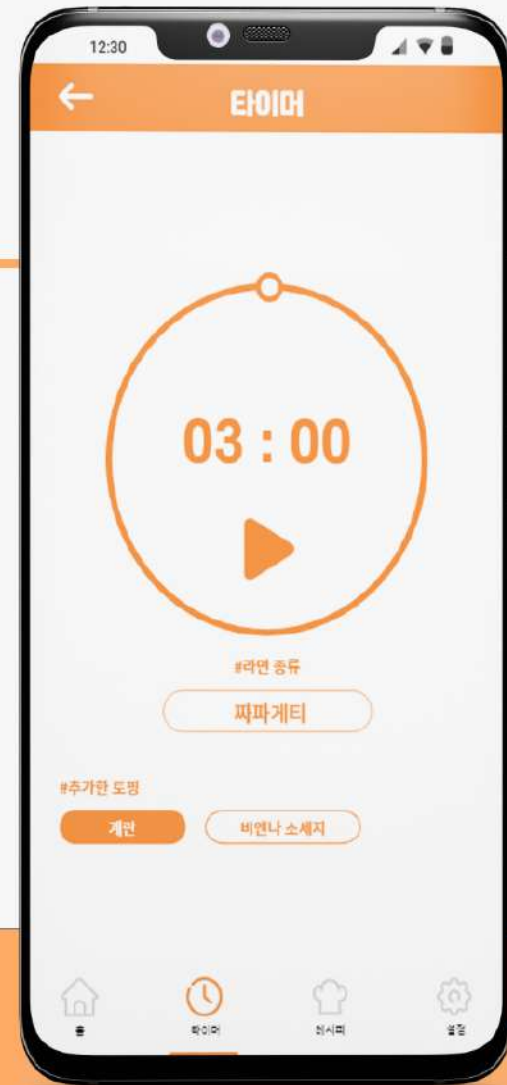 12:30
타이머
03 : 00
#라면 종류
짜파게티
#추가한 도핑
계란 비엔나 소세지
홈 타이머 레시피 설정